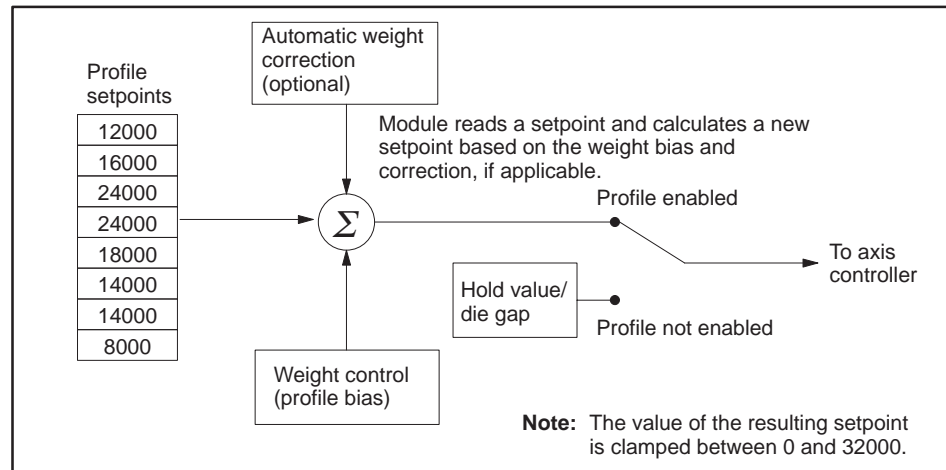 Automatic weight
correction
(optional)
Profile
setpoints
12000
16000
24000
24000
18000
14000
14000
8000
Module reads a setpoint and calculates a new
setpoint based on the weight bias and
correction, if applicable.
Σ
Profile enabled
To axis
controller
Hold value/
die gap
Profile not enabled
Weight control
(profile bias)
Note: The value of the resulting setpoint
is clamped between 0 and 32000.